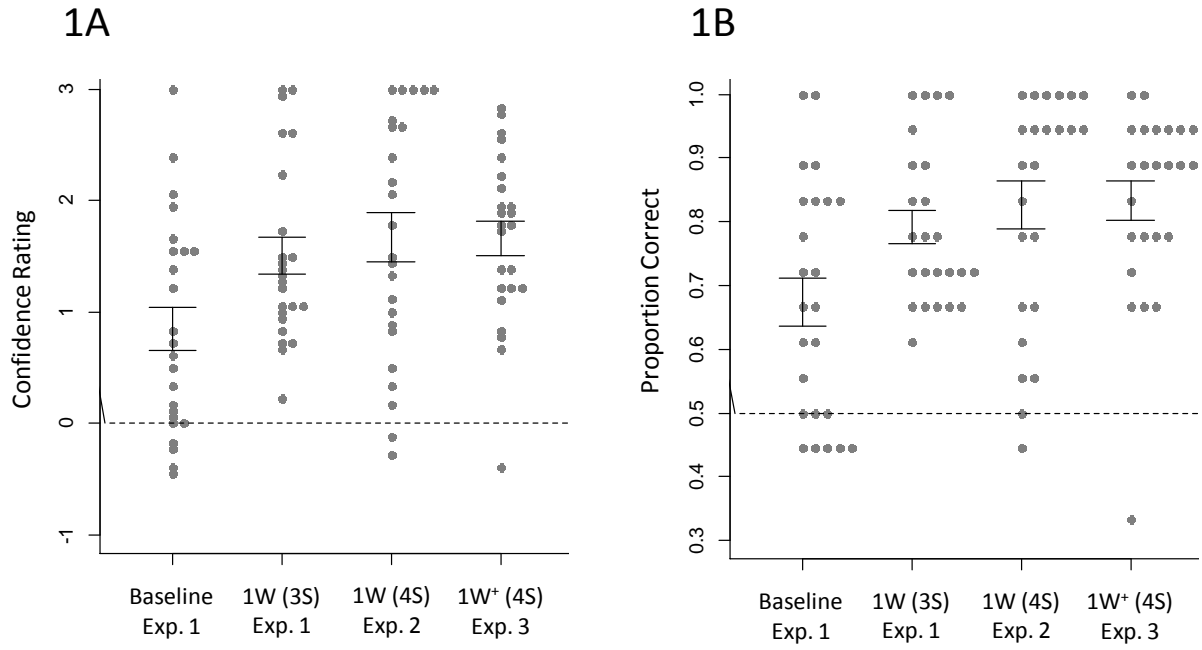 1A
Confidence Rating
3
2
1
0
-1
Baseline
Exp. 1
1W (3S)
Exp. 1
1W (4S)
Exp. 2
1W⁺ (4S)
Exp. 3
1B
Proportion Correct
1.0
0.9
0.8
0.7
0.6
0.5
0.4
0.3
Baseline
Exp. 1
1W (3S)
Exp. 1
1W (4S)
Exp. 2
1W⁺ (4S)
Exp. 3